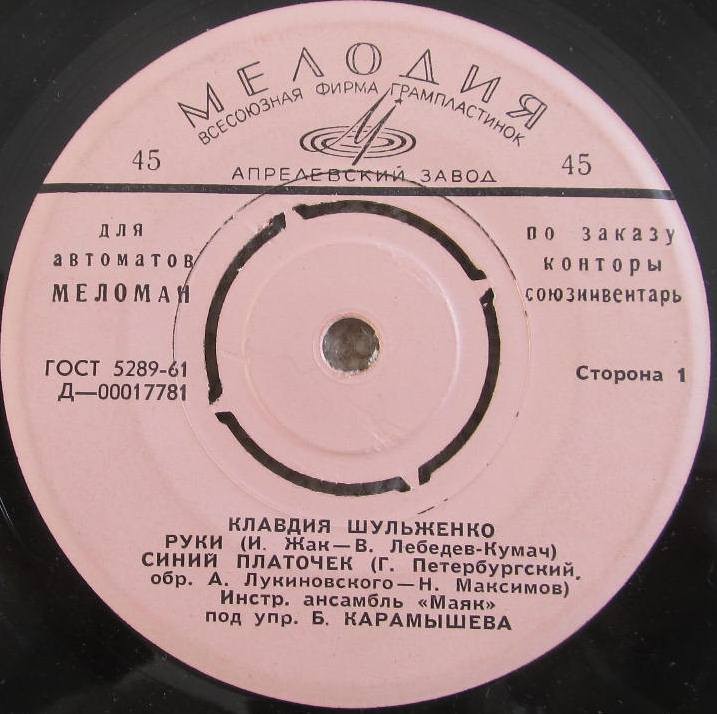 МЕЛОДИЯ
ВСЕСОЮЗНАЯ ФИРМА ГРАМПЛАСТИНОК
45
45
АПРЕЛЕВСКИЙ ЗАВОД
для
автоматов
МЕЛОМАН
по заказу
конторы
союзинвентарь
ГОСТ 5289-61
Д—00017781
Сторона 1
КЛАВДИЯ ШУЛЬЖЕНКО
РУКИ (И. Жак—В. Лебедев-Кумач)
СИНИЙ ПЛАТОЧЕК (Г. Петербургский,
обр. А. Лукиновского—Н. Максимов)
Инстр. ансамбль «Маяк»
под упр. Б. КАРАМЫШЕВА